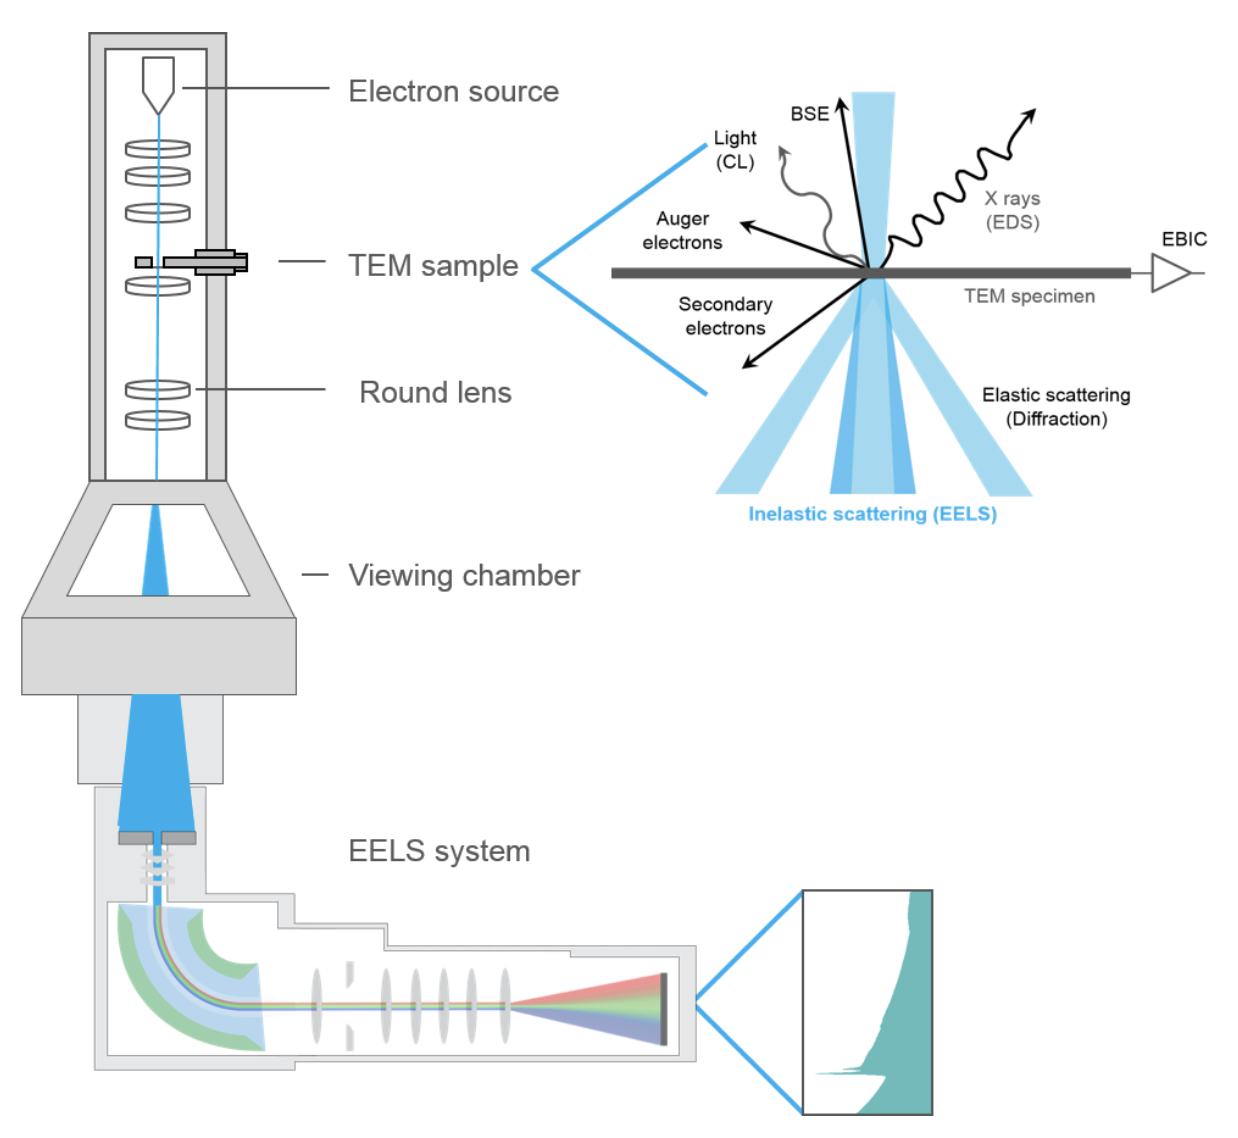 Electron source
TEM sample
Round lens
Viewing chamber
EELS system
BSE
Light
(CL)
X rays
(EDS)
Auger
electrons
EBIC
TEM specimen
Secondary
electrons
Elastic scattering
(Diffraction)
Inelastic scattering (EELS)